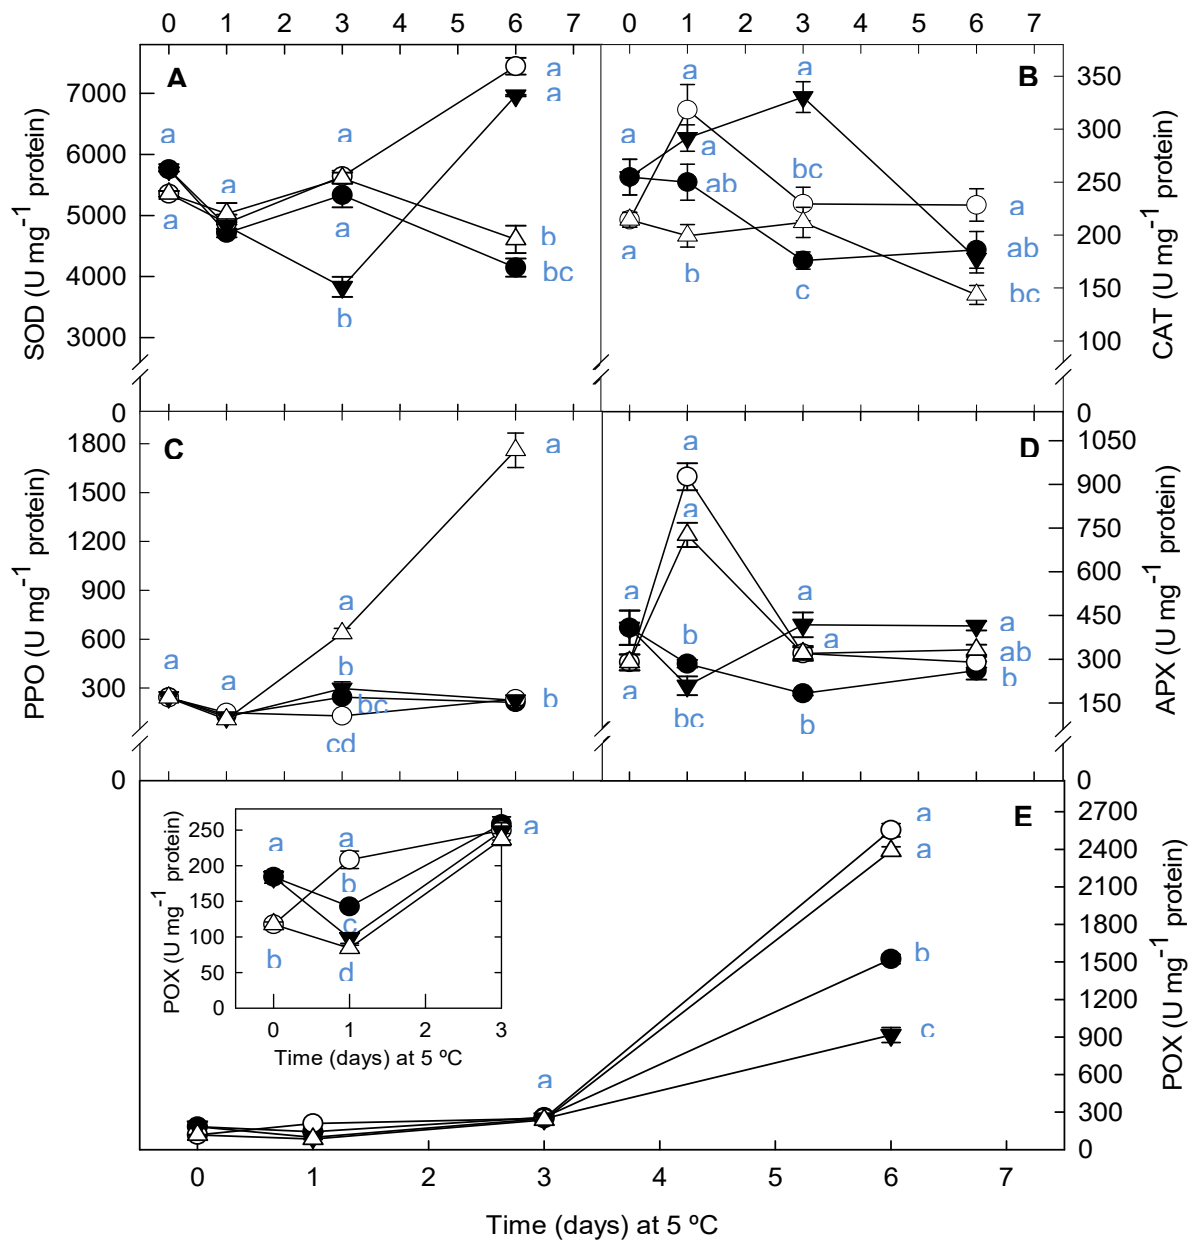 0 1 2 3 4 5 6 7 0 1 2 3 4 5 6 7
A
B
SOD (U mg-1 protein)
7000
6000
5000
4000
3000
0
a
a
a
a
a
b
a
a
b
bc
CAT (U mg-1 protein)
350
300
250
200
150
100
0
a
a
a
a
ab
b
a
bc
c
a
ab
bc
C
D
PPO (U mg-1 protein)
1800
1500
1200
900
600
300
0
a
a
a
b
bc
cd
a
b
APX (U mg-1 protein)
1050
900
750
600
450
300
150
0
a
a
a
a
b
bc
a
a
b
a
ab
b
E
POX (U mg-1 protein)
2700
2400
2100
1800
1500
1200
900
600
300
0
a
a
a
b
c
POX (U mg-1 protein)
250
200
150
100
50
0
a
b
a
b
c
d
a
0 1 2 3
Time (days) at 5 ºC
0 1 2 3 4 5 6 7
Time (days) at 5 ºC